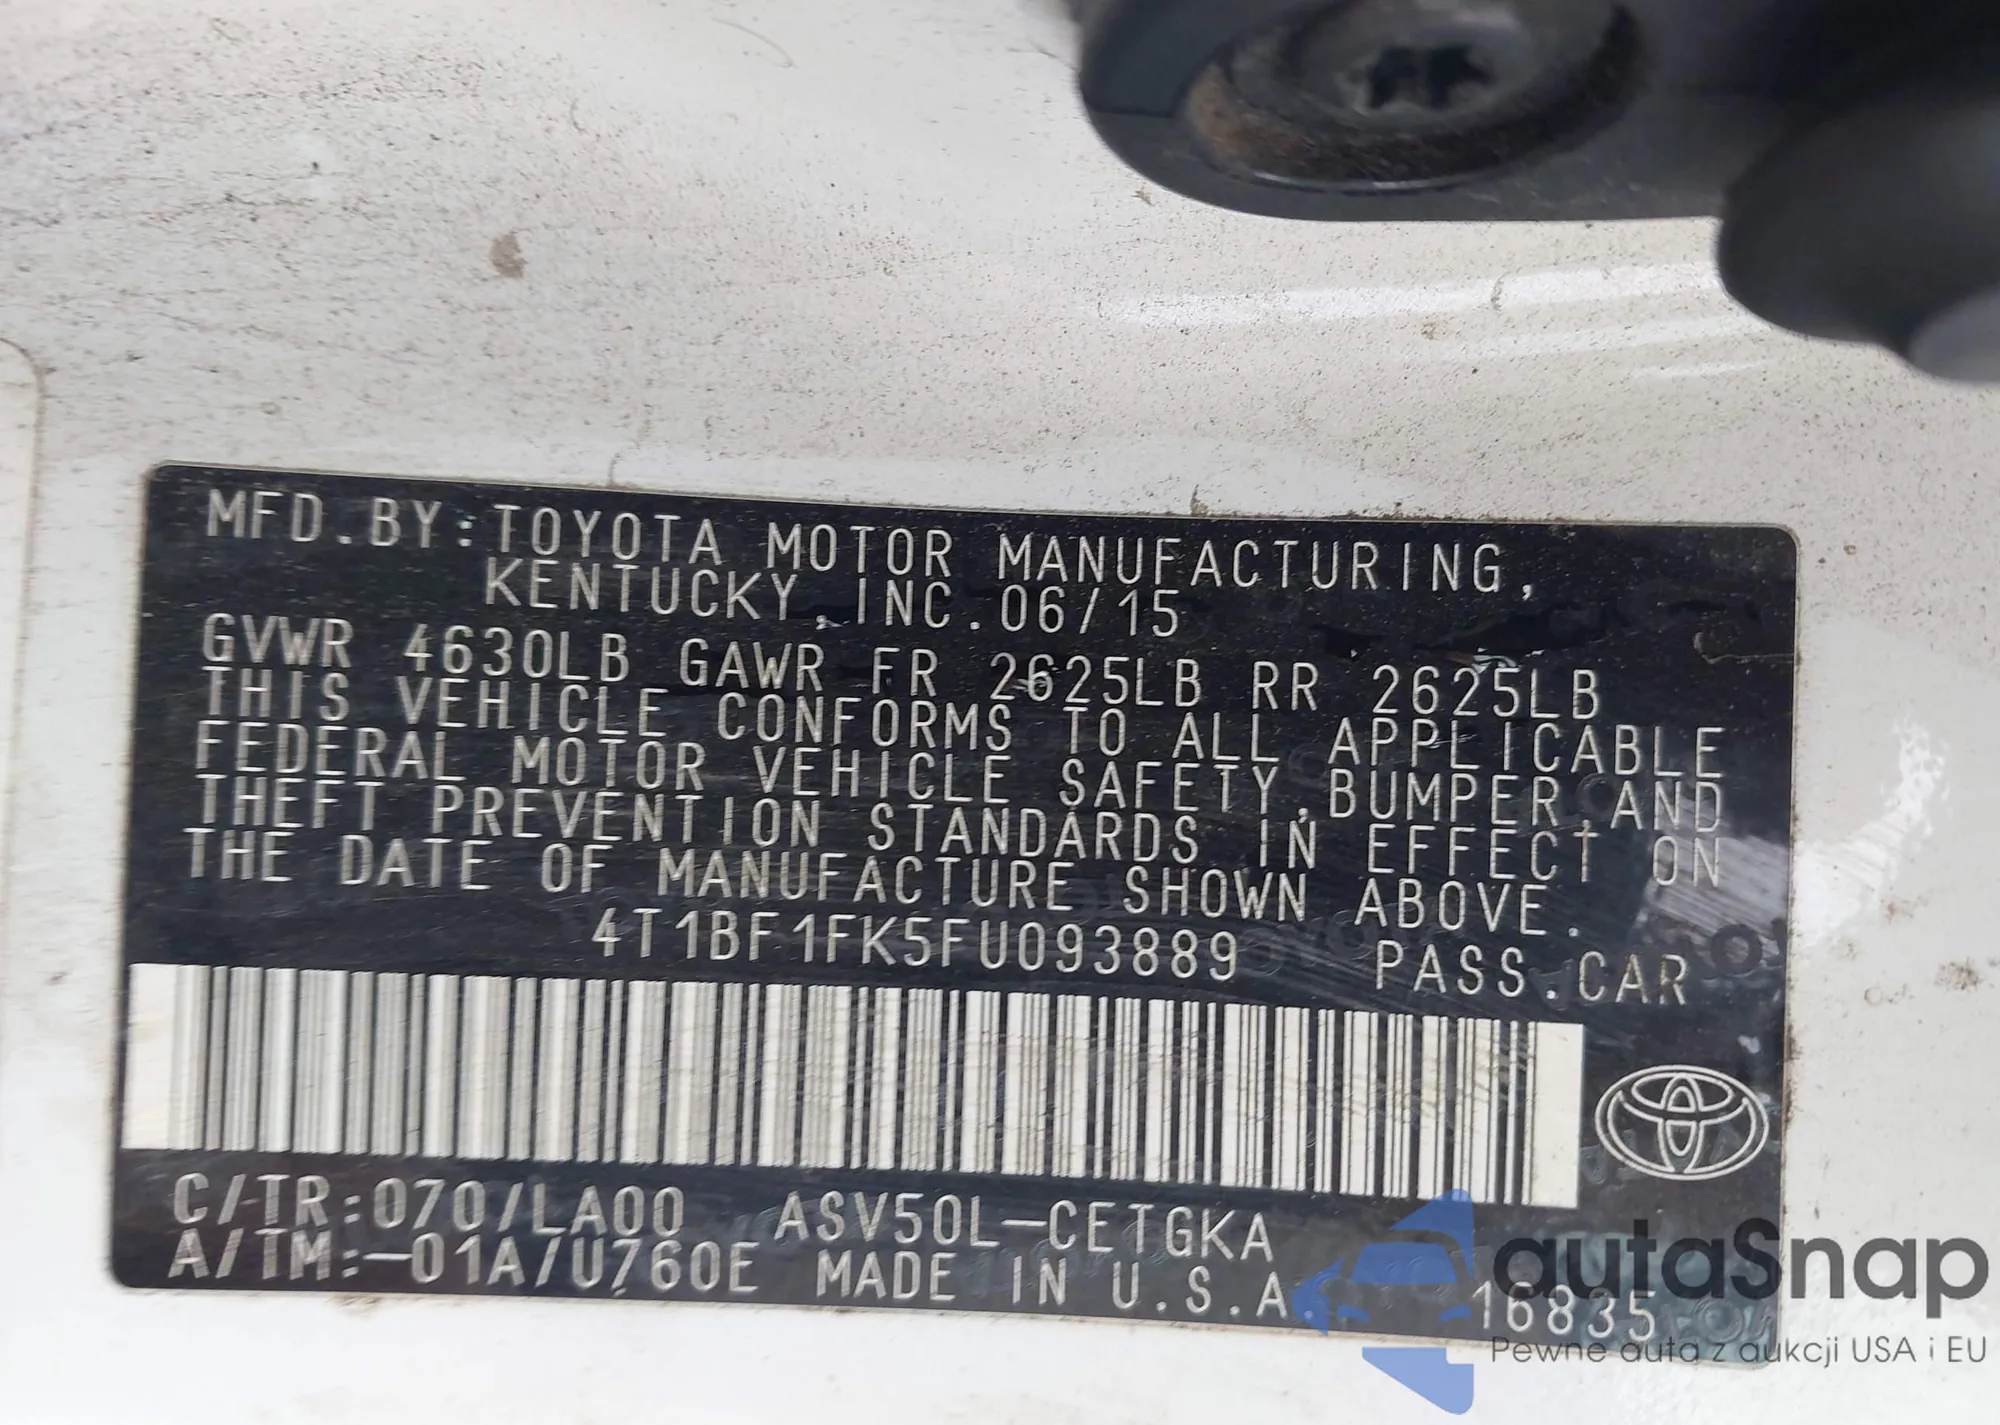 MFD.BY:TOYOTA MOTOR MANUFACTURING,
KENTUCKY, INC.06/15
GVWR 4630LB GAWR FR 2625LB RR 2625LB
THIS VEHICLE CONFORMS TO ALL APPLICABLE
FEDERAL MOTOR VEHICLE SAFETY,BUMPER,AND
THEFT PREVENTION STANDARDS IN EFFECT ON
THE DATE OF MANUFACTURE SHOWN ABOVE.
4T1BF1FK5FU093889 PASS.CAR
C/TR:070/LA00 ASV50L-CETGKA
A/TM:-01A/U760E MADE IN U.S.A. 16835
autaSnap
Pewne auta z aukcji USA i EU